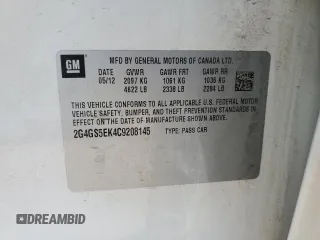 GM
MFD BY GENERAL MOTORS OF CANADA LTD.
DATE GVWR GAWR FRT GAWR RR
05/12 2097 KG 1061 KG 1036 KG
4622 LB 2338 LB 2284 LB
THIS VEHICLE CONFORMS TO ALL APPLICABLE U.S. FEDERAL
MOTOR VEHICLE SAFETY, BUMPER, AND THEFT PREVENTION
STANDARDS IN EFFECT ON THE DATE OF MANUFACTURE SHOWN ABOVE.
2G4GS5EK4C9208145 TYPE: PASS CAR
DREAMBID